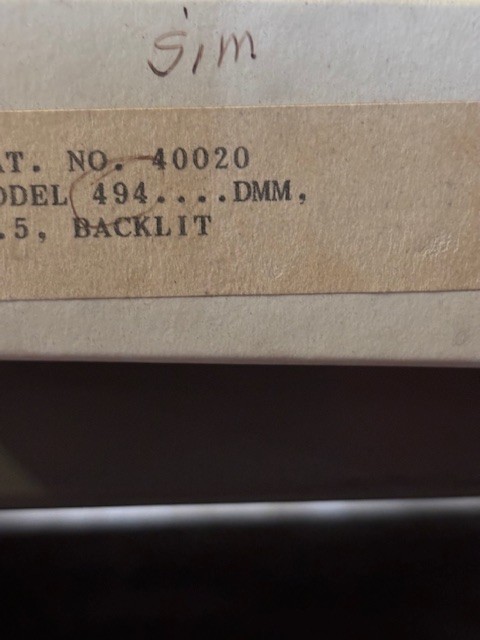 sim
AT. NO. 40020
ODEL 494....DMM,
.5, BACKLIT